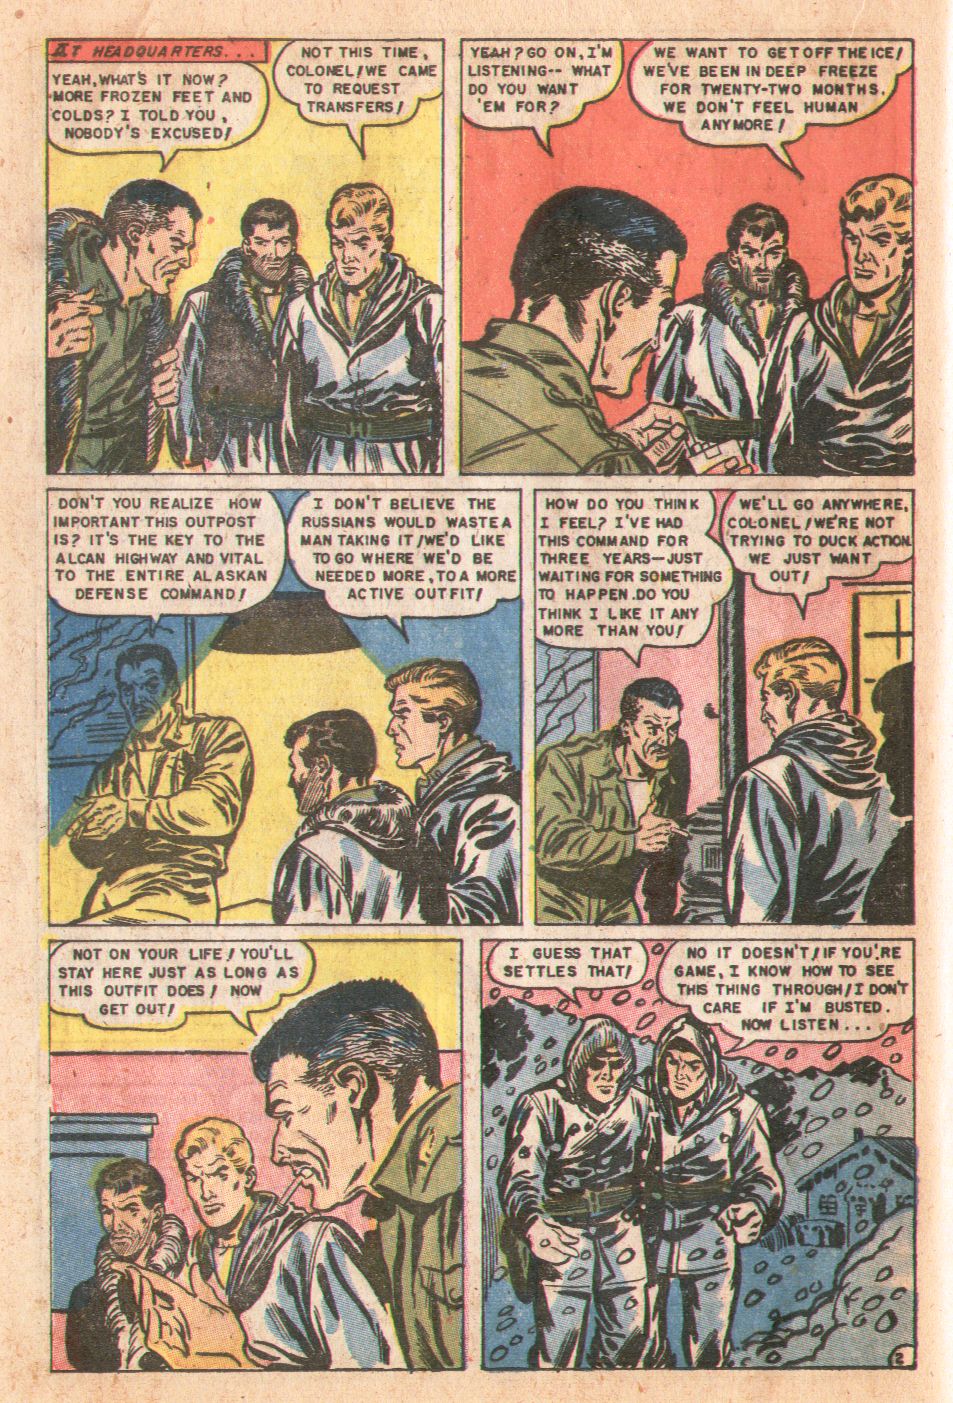 AT HEADQUARTERS...
YEAH, WHAT'S IT NOW?
MORE FROZEN FEET AND
COLDS? I TOLD YOU,
NOBODY'S EXCUSED!
NOT THIS TIME,
COLONEL! WE CAME
TO REQUEST
TRANSFERS!
YEAH? GO ON, I'M
LISTENING-- WHAT
DO YOU WANT
'EM FOR?
WE WANT TO GET OFF THE ICE!
WE'VE BEEN IN DEEP FREEZE
FOR TWENTY-TWO MONTHS.
WE DON'T FEEL HUMAN
ANYMORE!
DON'T YOU REALIZE HOW
IMPORTANT THIS OUTPOST
IS? IT'S THE KEY TO THE
ALCAN HIGHWAY AND VITAL
TO THE ENTIRE ALASKAN
DEFENSE COMMAND!
I DON'T BELIEVE THE
RUSSIANS WOULD WASTE A
MAN TAKING IT! WE'D LIKE
TO GO WHERE WE'D BE
NEEDED MORE, TO A MORE
ACTIVE OUTFIT!
HOW DO YOU THINK
I FEEL? I'VE HAD
THIS COMMAND FOR
THREE YEARS—JUST
WAITING FOR SOMETHING
TO HAPPEN. DO YOU
THINK I LIKE IT ANY
MORE THAN YOU!
WE'LL GO ANYWHERE,
COLONEL! WE'RE NOT
TRYING TO DUCK ACTION.
WE JUST WANT
OUT!
NOT ON YOUR LIFE! YOU'LL
STAY HERE JUST AS LONG AS
THIS OUTFIT DOES! NOW
GET OUT!
I GUESS THAT
SETTLES THAT!
NO IT DOESN'T! IF YOU'RE
GAME, I KNOW HOW TO SEE
THIS THING THROUGH! I DON'T
CARE IF I'M BUSTED.
NOW LISTEN...
2